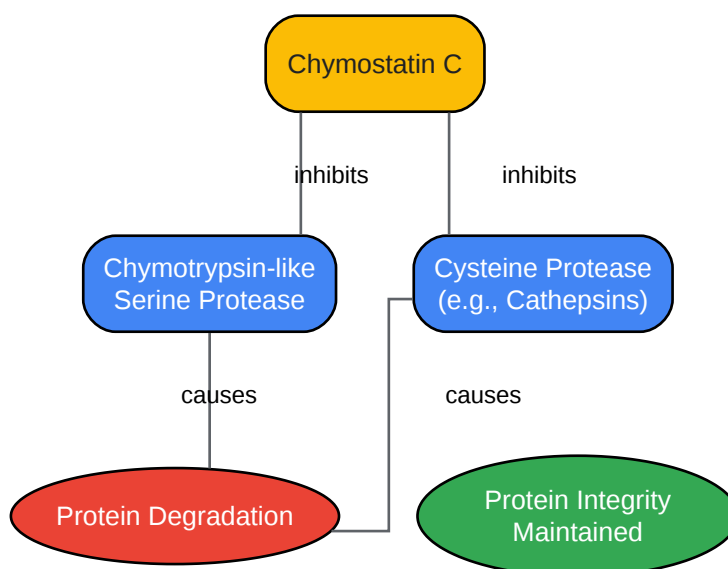 Chymostatin C
inhibits
inhibits
Chymotrypsin-like
Serine Protease
Cysteine Protease
(e.g., Cathepsins)
causes
causes
Protein Degradation
Protein Integrity
Maintained